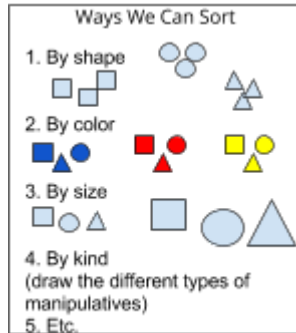 Ways We Can Sort
1. By shape
2. By color
3. By size
4. By kind
(draw the different types of
manipulatives)
5. Etc.